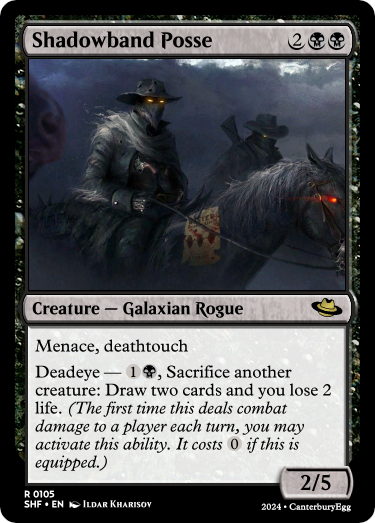 Shadowband Posse 2
Creature — Galaxian Rogue
Menace, deathtouch
Deadeye — 1, Sacrifice another
creature: Draw two cards and you lose 2
life. (The first time this deals combat
damage to a player each turn, you may
activate this ability. It costs 0 if this is
equipped.)
2/5
R 0105
SHF • EN Ildar Kharisov
2024 - CanterburyEgg